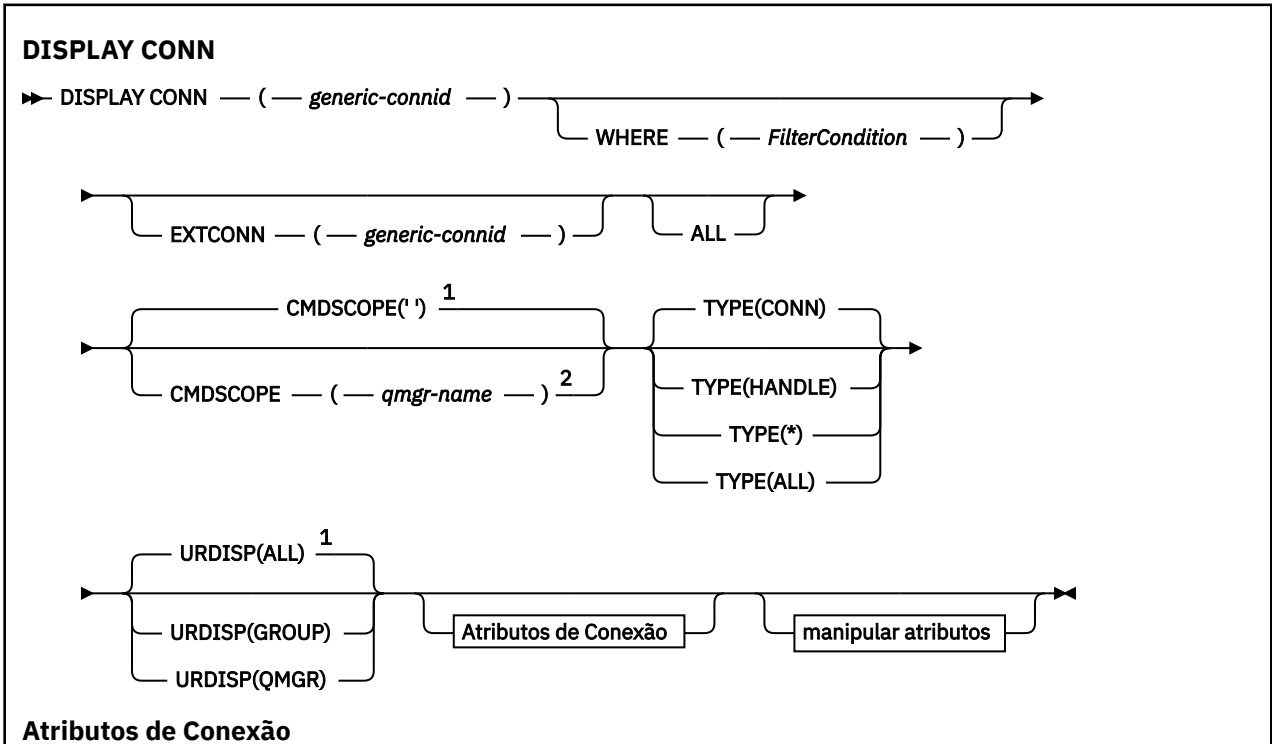 DISPLAY CONN
DISPLAY CONN ( generic-connid )
WHERE ( FilterCondition )
EXTCONN ( generic-connid )
ALL
CMDSCOPE(' ') 1
CMDSCOPE ( qmgr-name ) 2
TYPE(CONN)
TYPE(HANDLE)
TYPE(*)
TYPE(ALL)
URDISP(ALL) 1
URDISP(GROUP)
URDISP(QMGR)
Atributos de Conexão
manipular atributos
Atributos de Conexão